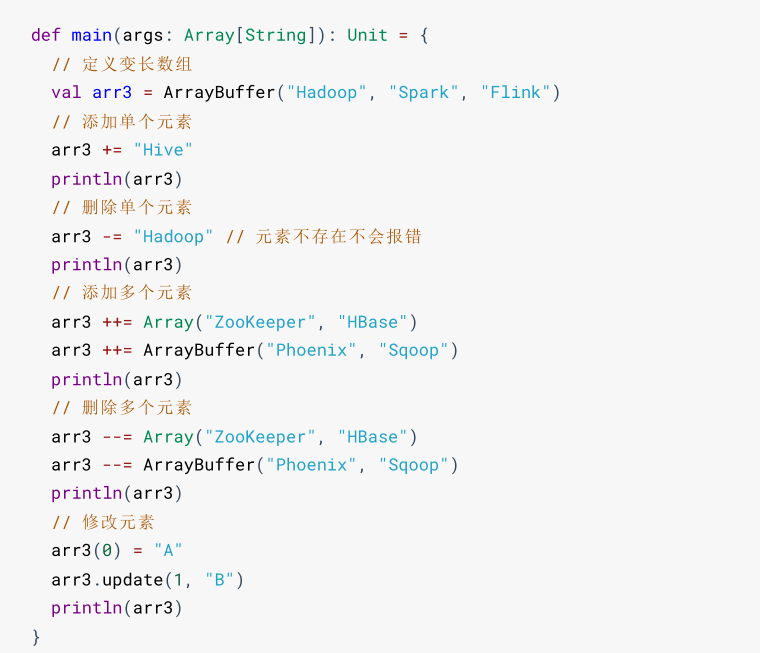 def main(args: Array[String]): Unit = {
  // 定义变长数组
  val arr3 = ArrayBuffer("Hadoop", "Spark", "Flink")
  // 添加单个元素
  arr3 += "Hive"
  println(arr3)
  // 删除单个元素
  arr3 -= "Hadoop" // 元素不存在不会报错
  println(arr3)
  // 添加多个元素
  arr3 ++= Array("ZooKeeper", "HBase")
  arr3 ++= ArrayBuffer("Phoenix", "Sqoop")
  println(arr3)
  // 删除多个元素
  arr3 --= Array("ZooKeeper", "HBase")
  arr3 --= ArrayBuffer("Phoenix", "Sqoop")
  println(arr3)
  // 修改元素
  arr3(0) = "A"
  arr3.update(1, "B")
  println(arr3)
}